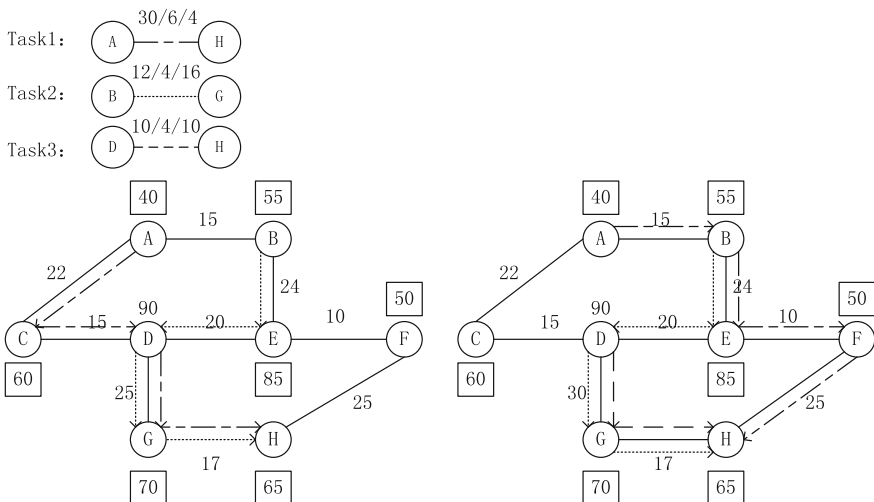 30/6/4
Task1: A H
12/4/16
Task2: B G
10/4/10
Task3: D H
40 55 40 55
15 15
A B A B
22 24 50 22 24 50
90 90
15 20 10 15 20 10
C D E F C D E F
60 25 85 25 60 30 85 25
G H G H
17 17
70 65 70 65